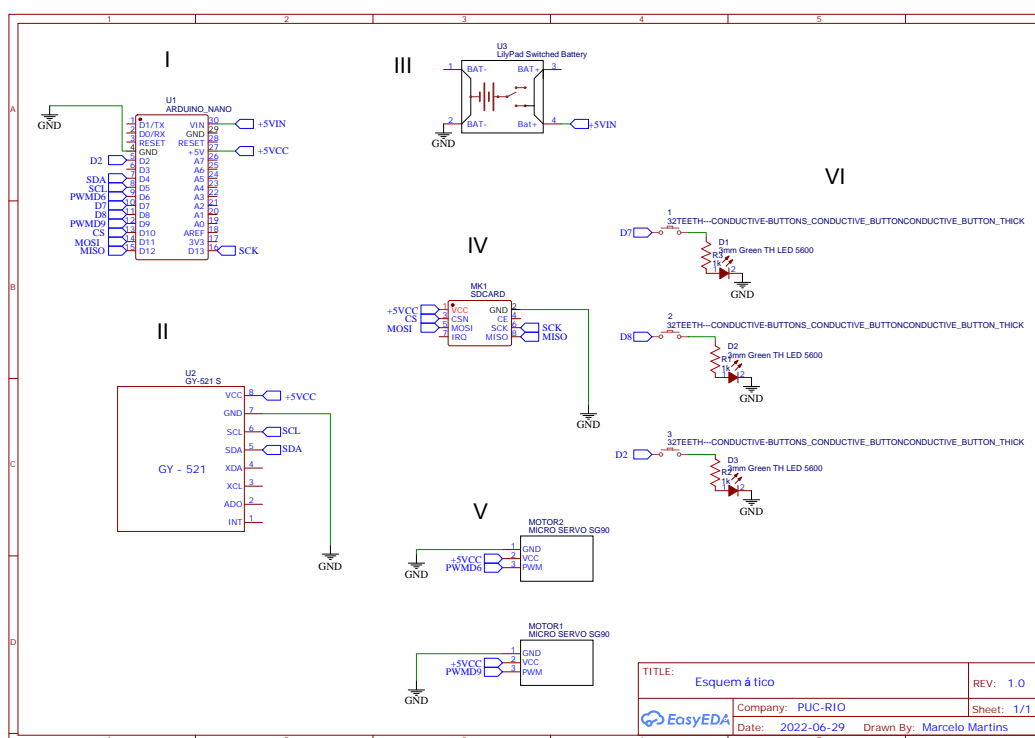 1 2 3 4 5
A
B
C
D
I
U1
ARDUINO_NANO
GND
1 D1/TX VIN 30 +5VIN
2 D0/RX GND 29
3 RESET RESET 28
4 GND +5V 27 +5VCC
D2 5 D2 A7 26
6 D3 A6 25
SDA 7 D4 A5 24
SCL 8 D5 A4 23
PWMD6 9 D6 A3 22
D7 10 D7 A2 21
D8 11 D8 A1 20
PWMD9 12 D9 A0 19
CS 13 D10 AREF 18
MOSI 14 D11 3V3 17
MISO 15 D12 D13 16 SCK
II
U2
GY-521 S
GY - 521
VCC 8 +5VCC
GND 7
SCL 6 SCL
SDA 5 SDA
XDA 4
XCL 3
ADO 2
INT 1
GND
III
U3
LilyPad Switched Battery
1 BAT- BAT+ 3
2 BAT- Bat+ 4 +5VIN
GND
IV
MK1
SDCARD
+5VCC 1 VCC GND 2
CS 3 CSN CE 4
MOSI 5 MOSI SCK 6 SCK
7 IRQ MISO 8 MISO
GND
V
MOTOR2
MICRO SERVO SG90
1 GND
+5VCC 2 VCC
PWMD6 3 PWM
GND
MOTOR1
MICRO SERVO SG90
1 GND
+5VCC 2 VCC
PWMD9 3 PWM
GND
VI
1
32TEETH---CONDUCTIVE-BUTTONS_CONDUCTIVE_BUTTONCONDUCTIVE_BUTTON_THICK
D7
D1
3mm Green TH LED 5600
R3
1k
1 2
GND
2
32TEETH---CONDUCTIVE-BUTTONS_CONDUCTIVE_BUTTONCONDUCTIVE_BUTTON_THICK
D8
D2
3mm Green TH LED 5600
R1
1k
1 2
GND
3
32TEETH---CONDUCTIVE-BUTTONS_CONDUCTIVE_BUTTONCONDUCTIVE_BUTTON_THICK
D2
D3
3mm Green TH LED 5600
R2
1k
1 2
GND
TITLE:
Esquemático
REV: 1.0
EasyEDA
Company: PUC-RIO
Sheet: 1/1
Date: 2022-06-29 Drawn By: Marcelo Martins